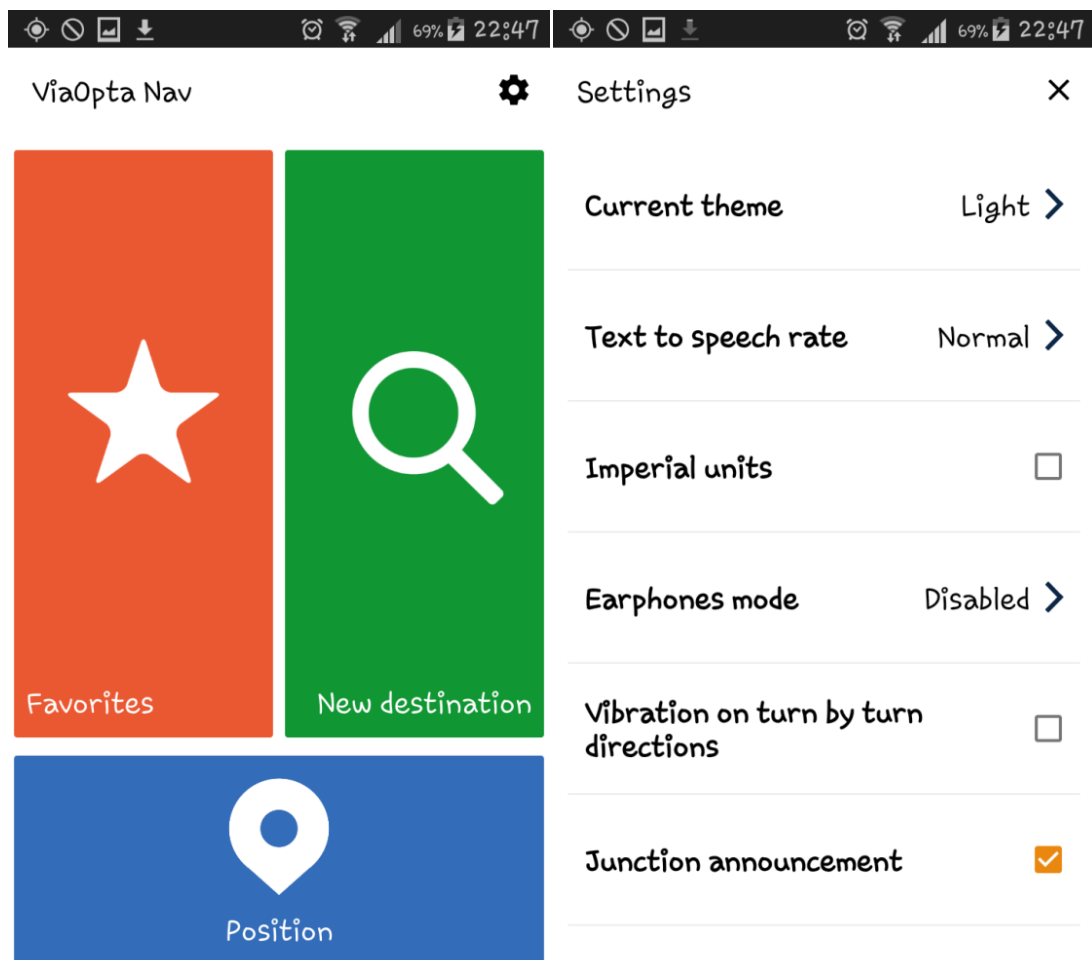 69% 22:47
ViaOpta Nav
Favorites
New destination
Position
69% 22:47
Settings
Current theme Light
Text to speech rate Normal
Imperial units
Earphones mode Disabled
Vibration on turn by turn
directions
Junction announcement